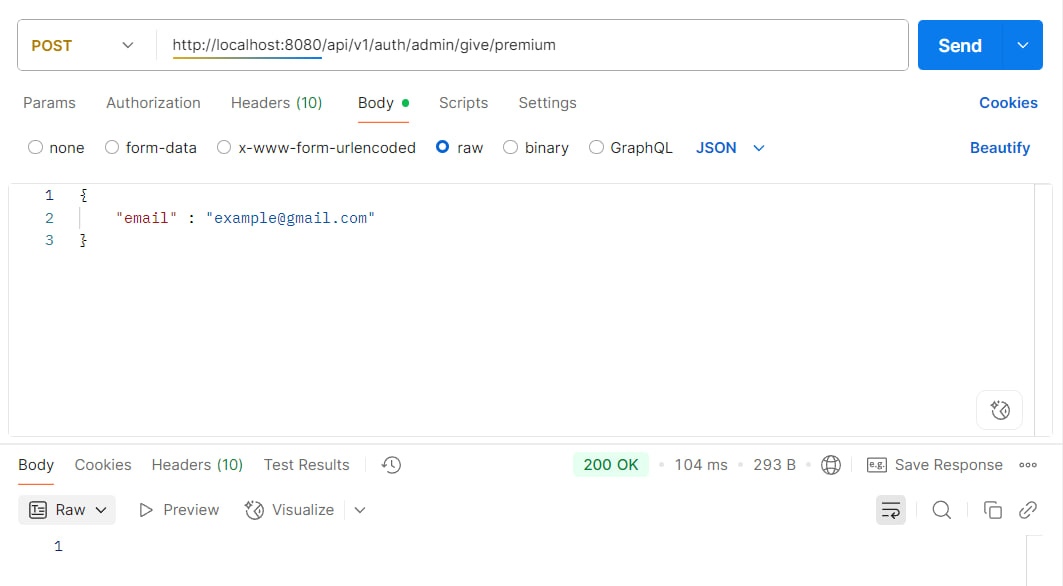 POST http://localhost:8080/api/v1/auth/admin/give/premium Send
Params Authorization Headers (10) Body Scripts Settings Cookies
none form-data x-www-form-urlencoded raw binary GraphQL JSON Beautify
1 {
2 "email" : "example@gmail.com"
3 }
Body Cookies Headers (10) Test Results 200 OK • 104 ms • 293 B • e.g. Save Response
Raw Preview Visualize
1